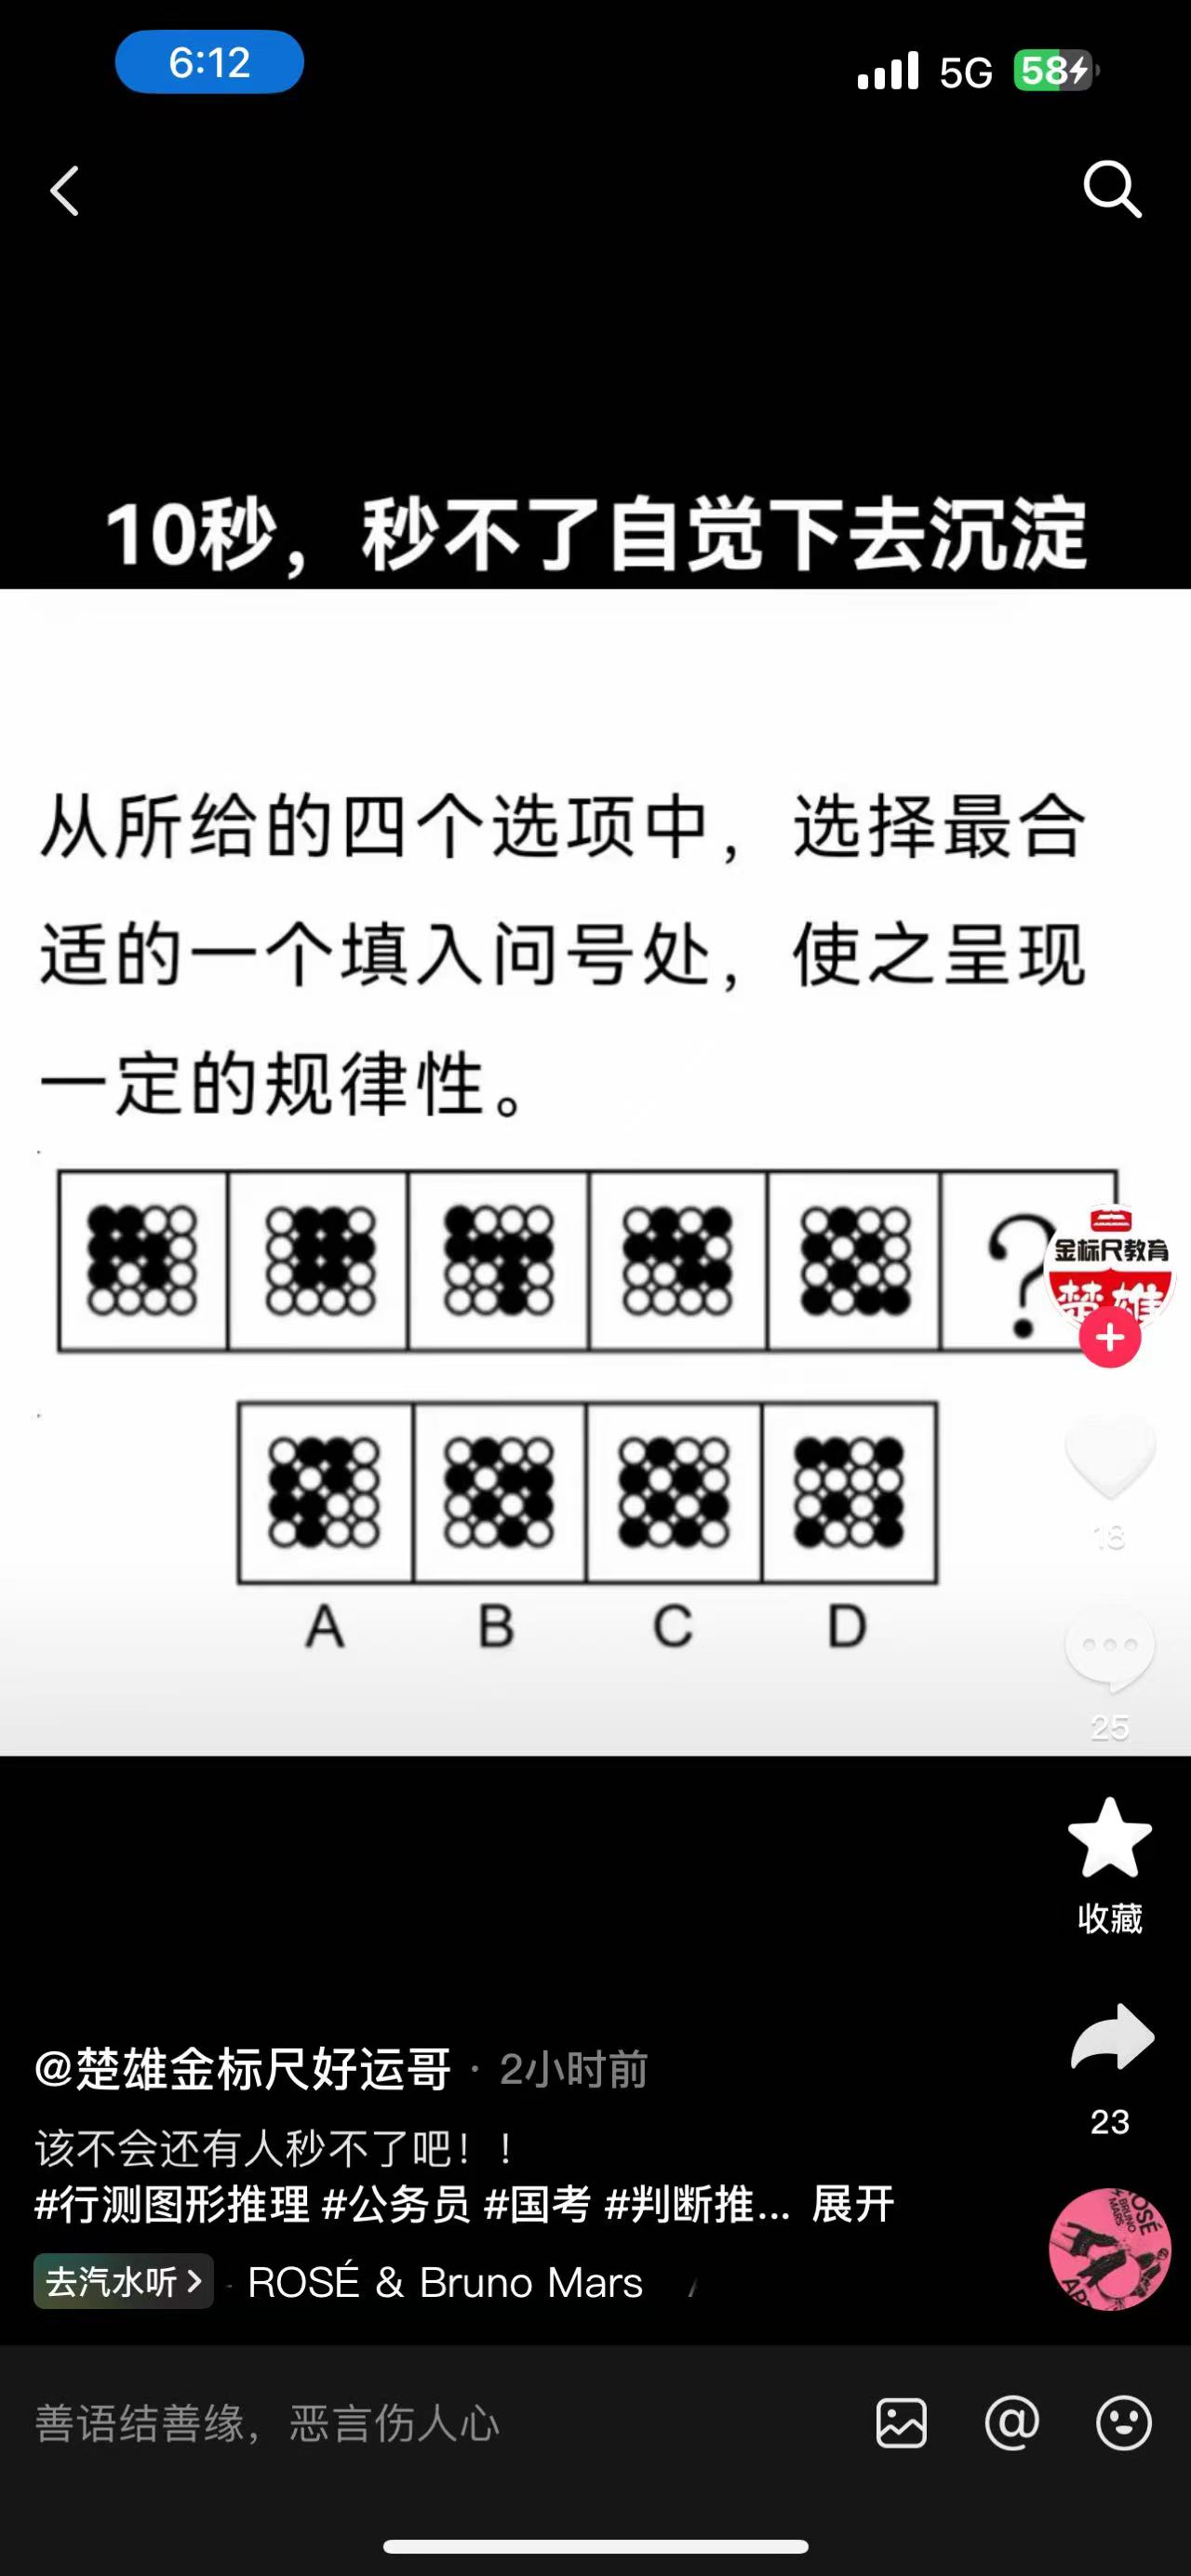 6:12
5G
58
10秒，秒不了自觉下去沉淀
从所给的四个选项中，选择最合
适的一个填入问号处，使之呈现
一定的规律性。
?
金标尺教育
楚雄
A
B
C
D
18
25
收藏
23
@楚雄金标尺好运哥 · 2小时前
该不会还有人秒不了吧！！
#行测图形推理 #公务员 #国考 #判断推... 展开
去汽水听 >
ROSÉ & Bruno Mars
善语结善缘，恶言伤人心